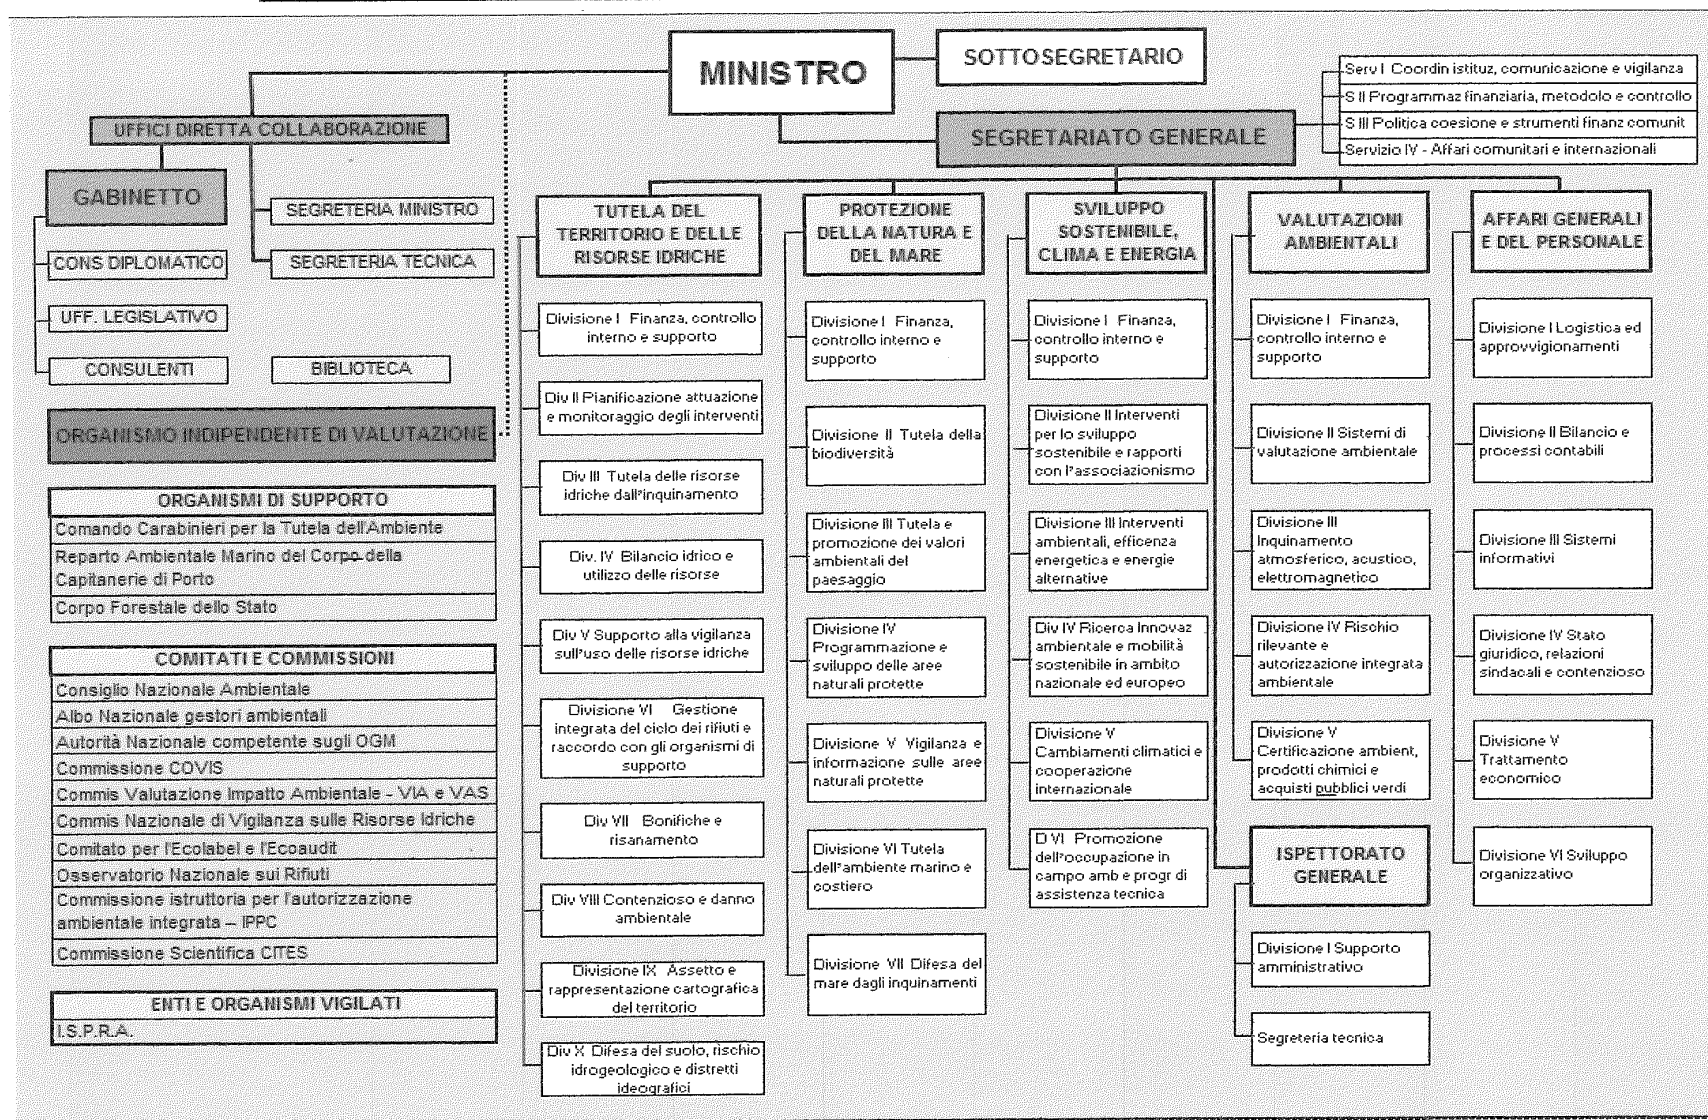 MINISTRO
SOTTOSEGRETARIO
SEGRETARIATO GENERALE
Serv I Coordin istituz, comunicazione e vigilanza
S II Programmaz finanziaria, metodolo e controllo
S III Politica coesione e strumenti finanz comunit
Servizio IV - Affari comunitari e internazionali
UFFICI DIRETTA COLLABORAZIONE
GABINETTO
SEGRETERIA MINISTRO
CONS DIPLOMATICO
SEGRETERIA TECNICA
UFF. LEGISLATIVO
CONSULENTI
BIBLIOTECA
ORGANISMO INDIPENDENTE DI VALUTAZIONE
ORGANISMI DI SUPPORTO
Comando Carabinieri per la Tutela dell'Ambiente
Reparto Ambientale Marino del Corpo della
Capitanerie di Porto
Corpo Forestale dello Stato
COMITATI E COMMISSIONI
Consiglio Nazionale Ambientale
Albo Nazionale gestori ambientali
Autorità Nazionale competente sugli OGM
Commissione COVIS
Commis Valutazione Impatto Ambientale - VIA e VAS
Commis Nazionale di Vigilanza sulle Risorse Idriche
Comitato per l'Ecolabel e l'Ecoaudit
Osservatorio Nazionale sui Rifiuti
Commissione istruttoria per l'autorizzazione
ambientale integrata – IPPC
Commissione Scientifica CITES
ENTI E ORGANISMI VIGILATI
I.S.P.R.A.
TUTELA DEL
TERRITORIO E DELLE
RISORSE IDRICHE
Divisione I Finanza, controllo
interno e supporto
Div II Pianificazione attuazione
e monitoraggio degli interventi
Div III Tutela delle risorse
idriche dall'inquinamento
Div. IV Bilancio idrico e
utilizzo delle risorse
Div V Supporto alla vigilanza
sull'uso delle risorse idriche
Divisione VI Gestione
integrata del ciclo dei rifiuti e
raccordo con gli organismi di
supporto
Div VII Bonifiche e
risanamento
Div VIII Contenzioso e danno
ambientale
Divisione IX Assetto e
rappresentazione cartografica
del territorio
Div X Difesa del suolo, rischio
idrogeologico e distretti
ideografici
PROTEZIONE
DELLA NATURA E
DEL MARE
Divisione I Finanza,
controllo interno e
supporto
Divisione II Tutela della
biodiversità
Divisione III Tutela e
promozione dei valori
ambientali del
paesaggio
Divisione IV
Programmazione e
sviluppo delle aree
naturali protette
Divisione V Vigilanza e
informazione sulle aree
naturali protette
Divisione VI Tutela
dell'ambiente marino e
costiero
Divisione VII Difesa del
mare dagli inquinamenti
SVILUPPO
SOSTENIBILE,
CLIMA E ENERGIA
Divisione I Finanza,
controllo interno e
supporto
Divisione II Interventi
per lo sviluppo
sostenibile e rapporti
con l'associazionismo
Divisione III Interventi
ambientali, efficenza
energetica e energie
alternative
Div IV Ricerca Innovaz
ambientale e mobilità
sostenibile in ambito
nazionale ed europeo
Divisione V
Cambiamenti climatici e
cooperazione
internazionale
D VI Promozione
dell'occupazione in
campo amb e progr di
assistenza tecnica
VALUTAZIONI
AMBIENTALI
Divisione I Finanza,
controllo interno e
supporto
Divisione II Sistemi di
valutazione ambientale
Divisione III
Inquinamento
atmosferico, acustico,
elettromagnetico
Divisione IV Rischio
rilevante e
autorizzazione integrata
ambientale
Divisione V
Certificazione ambient,
prodotti chimici e
acquisti pubblici verdi
ISPETTORATO
GENERALE
Divisione I Supporto
amministrativo
Segreteria tecnica
AFFARI GENERALI
E DEL PERSONALE
Divisione I Logistica ed
approvvigionamenti
Divisione II Bilancio e
processi contabili
Divisione III Sistemi
informativi
Divisione IV Stato
giuridico, relazioni
sindacali e contenzioso
Divisione V
Trattamento
economico
Divisione VI Sviluppo
organizzativo